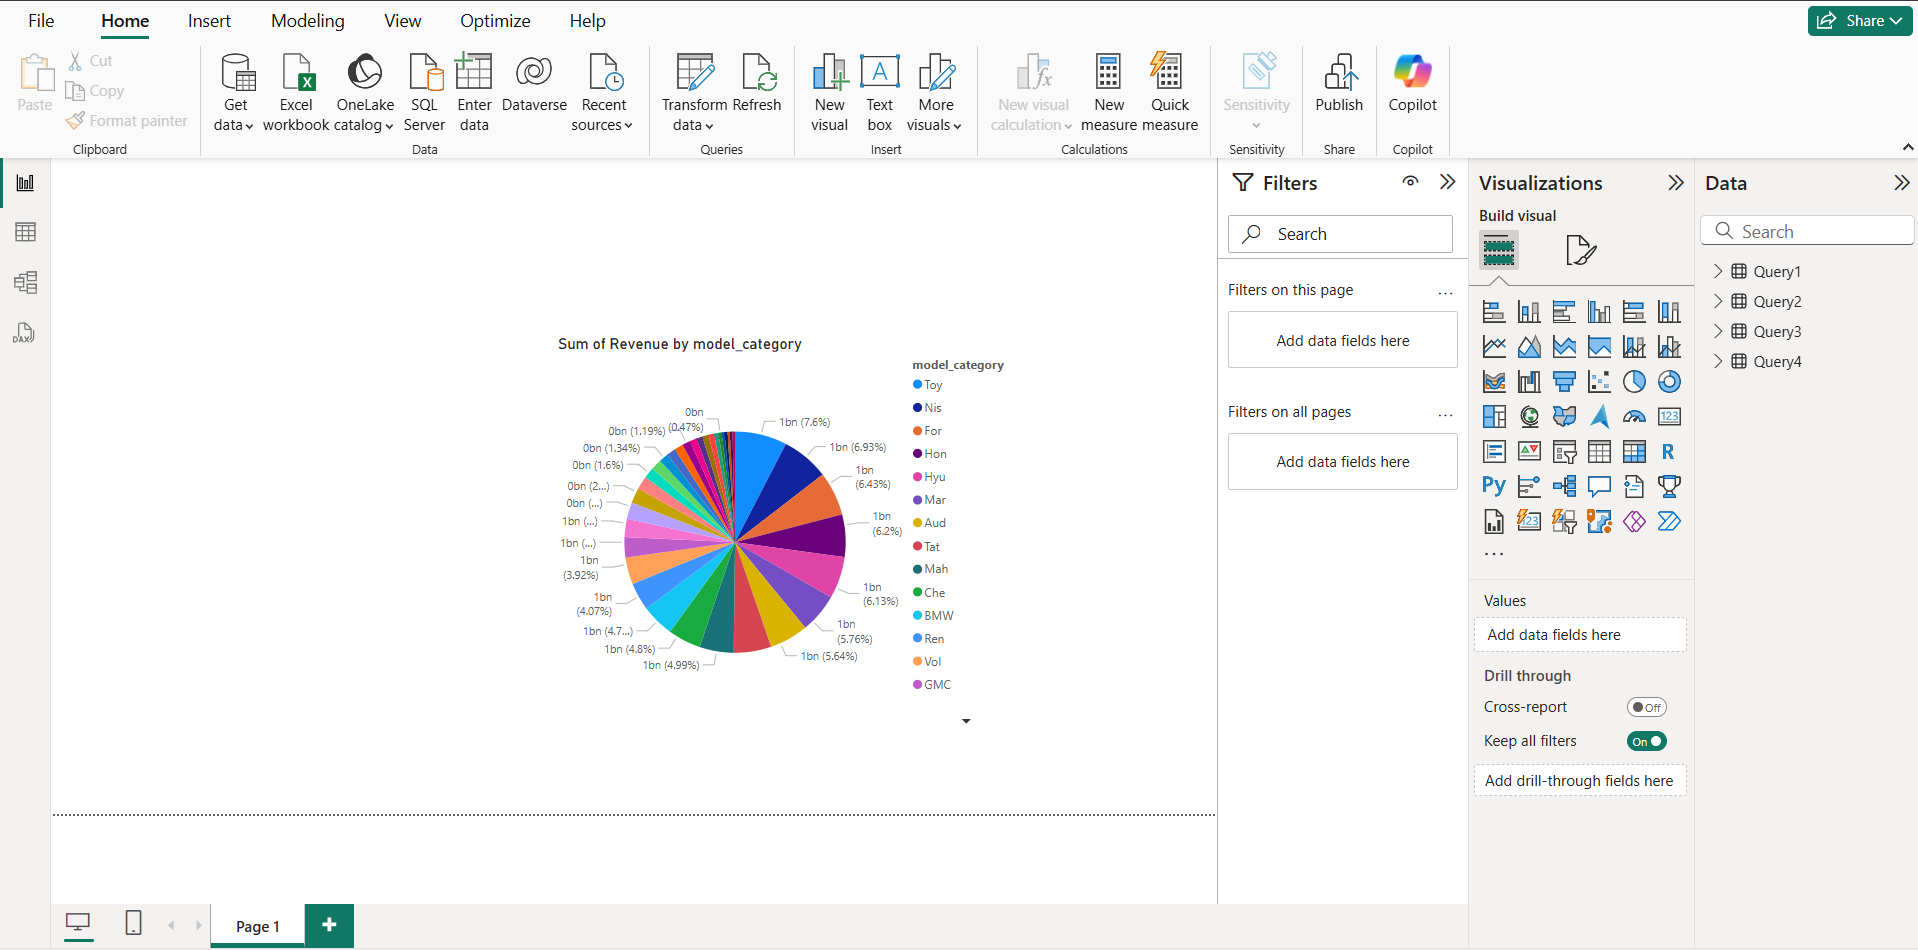 File Home Insert Modeling View Optimize Help Share
Paste
Cut
Copy
Format painter
Clipboard
Get data
Excel workbook
OneLake catalog
SQL Server
Enter data
Dataverse
Recent sources
Data
Transform data
Refresh
Queries
New visual
Text box
More visuals
Insert
New visual calculation
New measure
Quick measure
Calculations
Sensitivity
Sensitivity
Publish
Share
Copilot
Copilot
DAX
Sum of Revenue by model_category
0bn
(0.47%)
0bn (1.19%)
0bn (1.34%)
0bn (1.6%)
0bn (2...)
0bn (...)
1bn (...)
1bn (...)
1bn
(3.92%)
1bn
(4.07%)
1bn (4.7...)
1bn (4.8%)
1bn (4.99%)
1bn (7.6%)
1bn (6.93%)
1bn
(6.43%)
1bn
(6.2%)
1bn
(6.13%)
1bn
(5.76%)
1bn (5.64%)
model_category
Toy
Nis
For
Hon
Hyu
Mar
Aud
Tat
Mah
Che
BMW
Ren
Vol
GMC
Filters
Search
Filters on this page ...
Add data fields here
Filters on all pages ...
Add data fields here
Visualizations
Build visual
123
R
Py
123
...
Values
Add data fields here
Drill through
Cross-report Off
Keep all filters On
Add drill-through fields here
Data
Search
Query1
Query2
Query3
Query4
Page 1